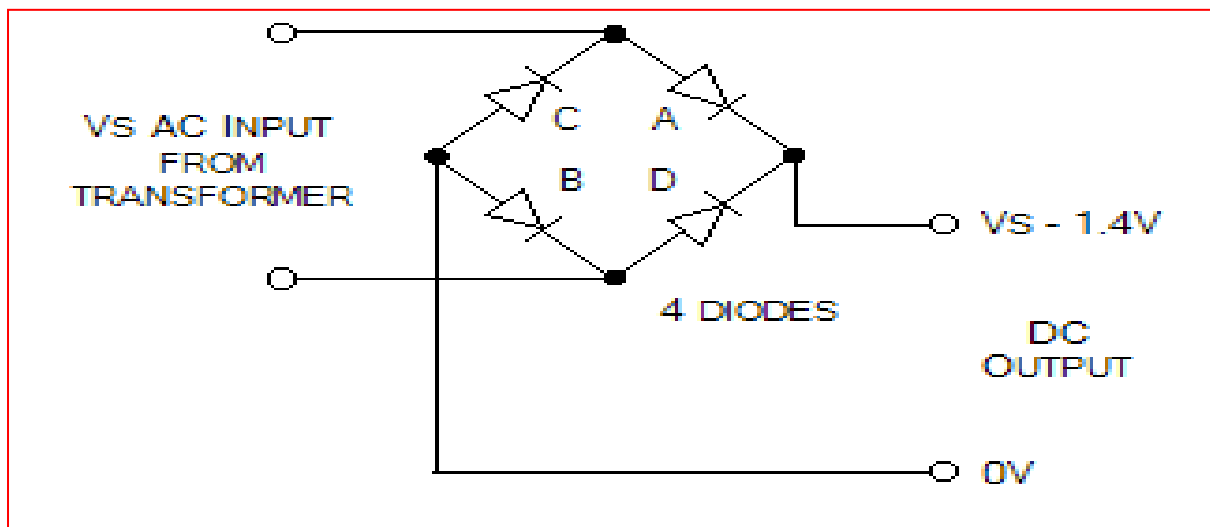 VS AC INPUT
FROM
TRANSFORMER
C
A
B
D
VS - 1.4V
4 DIODES
DC
OUTPUT
0V